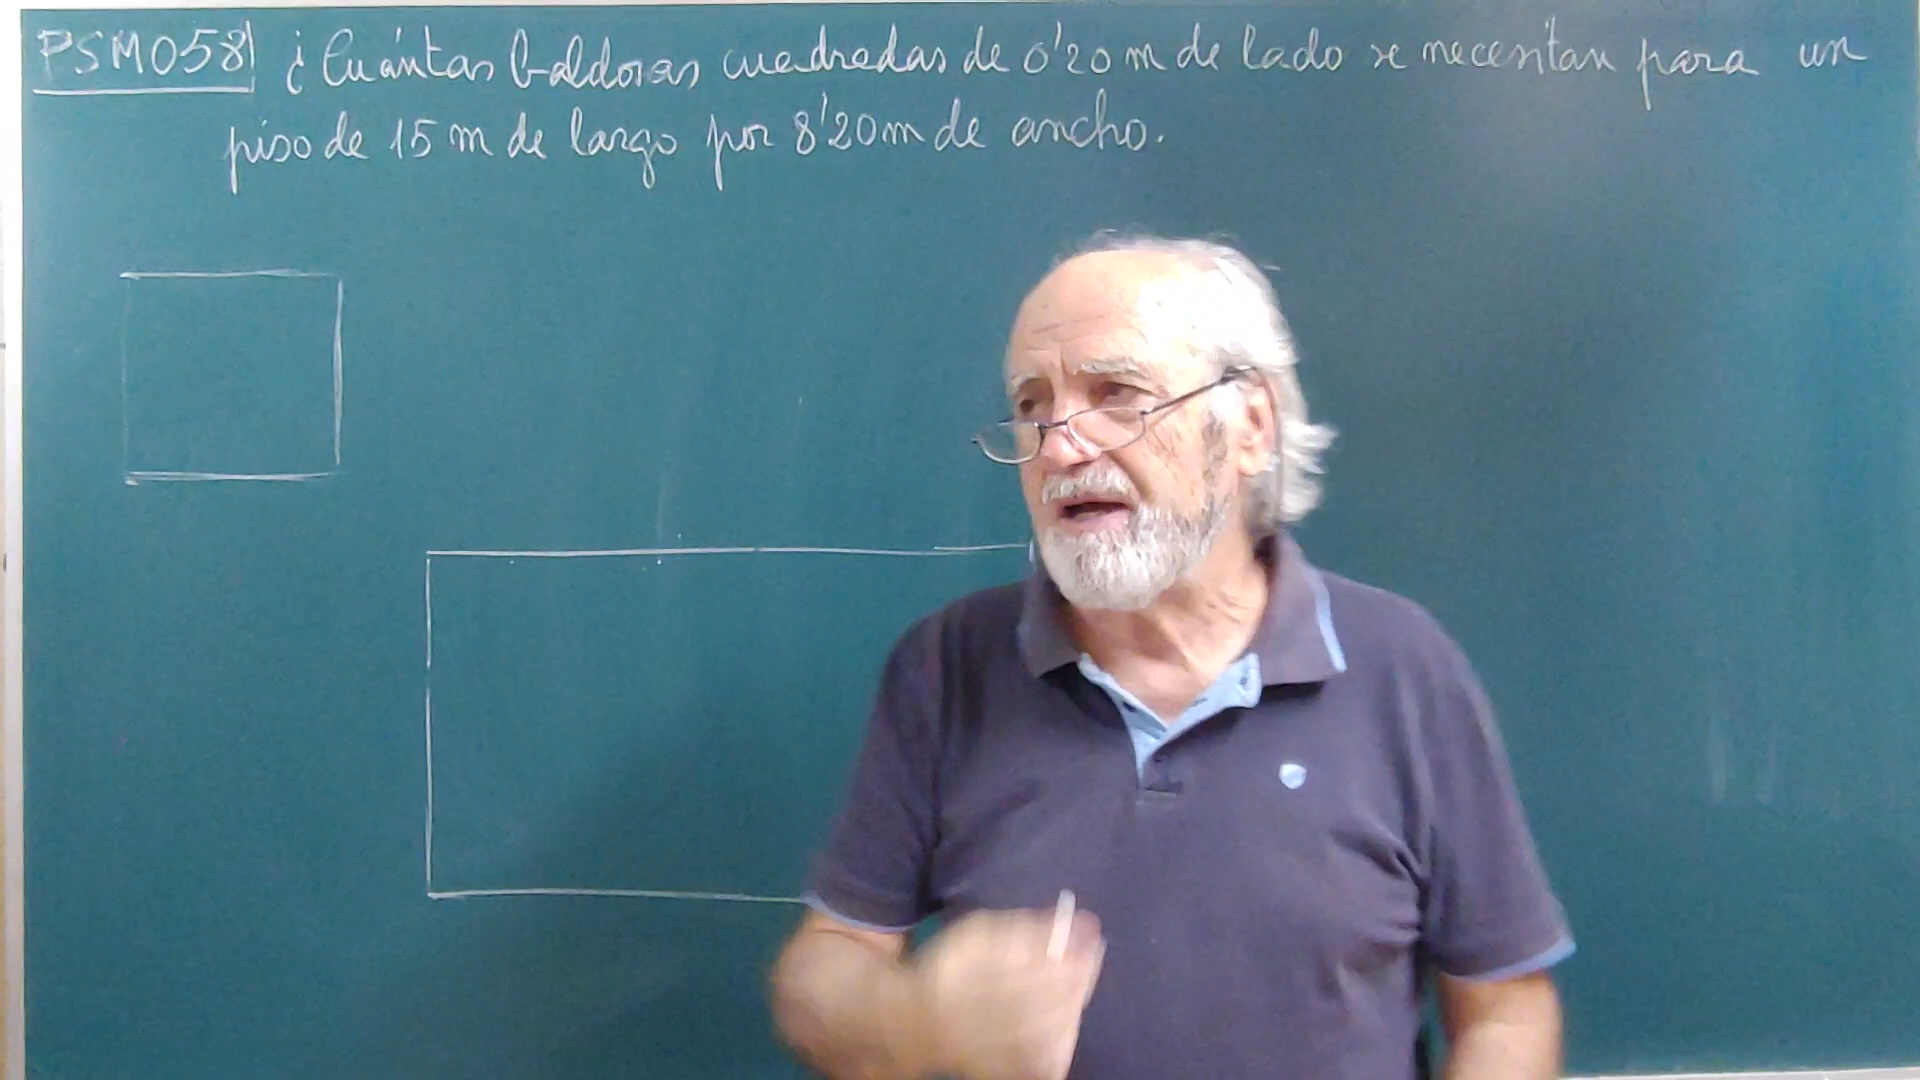 PSM058 ¿Cuántas baldosas cuadradas de 0'20 m de lado se necesitan para un
piso de 15 m de largo por 8'20 m de ancho.